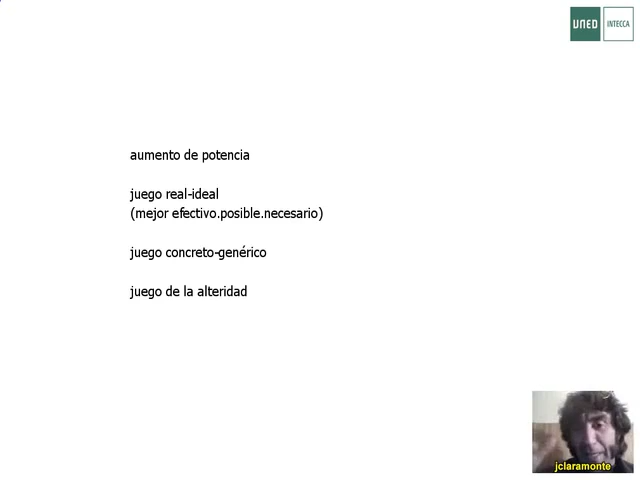 UNED
INTECCA
aumento de potencia
juego real-ideal
(mejor efectivo.posible.necesario)
juego concreto-genérico
juego de la alteridad
jclaramonte